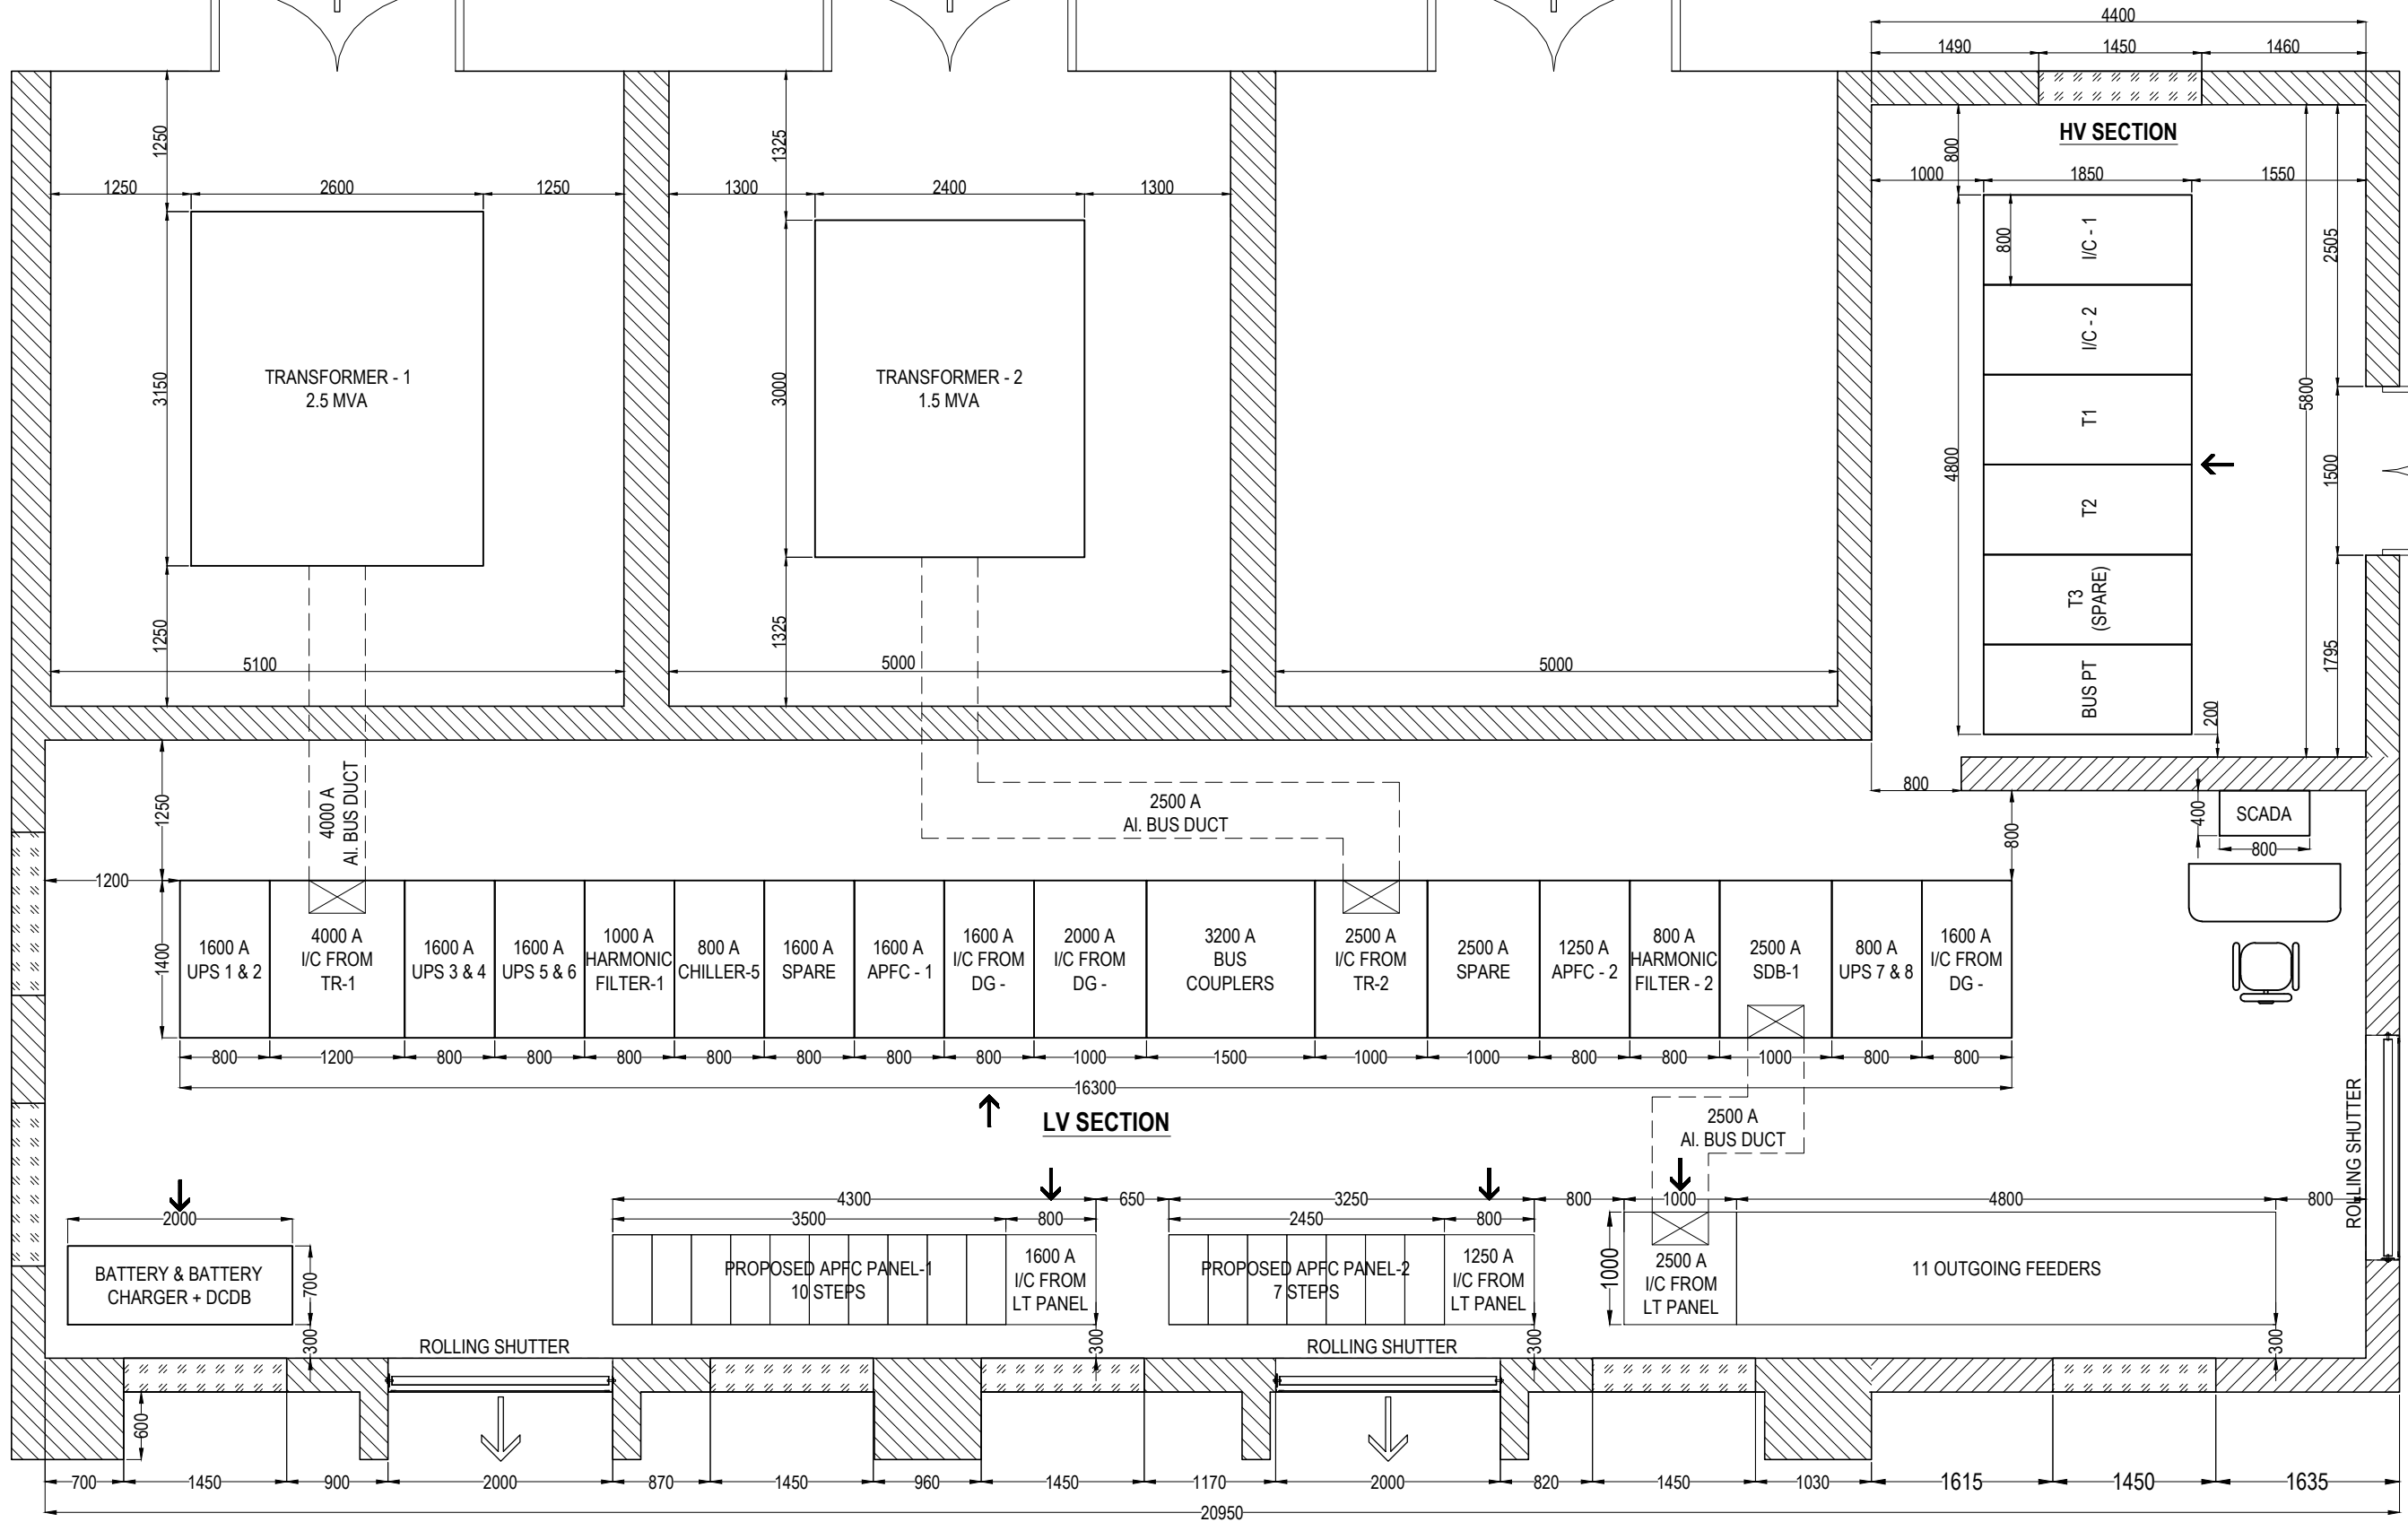 4400
1490
1450
1460
HV SECTION
1250
1325
800
1250
2600
1250
1300
2400
1300
1000
1850
1550
800
I/C - 1
2505
I/C - 2
TRANSFORMER - 1
2.5 MVA
3150
TRANSFORMER - 2
1.5 MVA
3000
T1
5800
4800
T2
1500
T3
(SPARE)
1250
1325
5100
5000
5000
1795
BUS PT
200
800
4000 A
Al. BUS DUCT
1250
2500 A
Al. BUS DUCT
800
400
SCADA
800
1200
1400
1600 A
UPS 1 & 2
4000 A
I/C FROM
TR-1
1600 A
UPS 3 & 4
1600 A
UPS 5 & 6
1000 A
HARMONIC
FILTER-1
800 A
CHILLER-5
1600 A
SPARE
1600 A
APFC - 1
1600 A
I/C FROM
DG -
2000 A
I/C FROM
DG -
3200 A
BUS
COUPLERS
2500 A
I/C FROM
TR-2
2500 A
SPARE
1250 A
APFC - 2
800 A
HARMONIC
FILTER - 2
2500 A
SDB-1
800 A
UPS 7 & 8
1600 A
I/C FROM
DG -
800
1200
800
800
800
800
800
800
800
1000
1500
1000
1000
800
800
1000
800
800
16300
LV SECTION
2500 A
Al. BUS DUCT
ROLLING SHUTTER
2000
4300
650
3250
800
1000
4800
800
3500
800
2450
800
BATTERY & BATTERY
CHARGER + DCDB
700
PROPOSED APFC PANEL-1
10 STEPS
1600 A
I/C FROM
LT PANEL
PROPOSED APFC PANEL-2
7 STEPS
1250 A
I/C FROM
LT PANEL
1000
2500 A
I/C FROM
LT PANEL
11 OUTGOING FEEDERS
300
ROLLING SHUTTER
300
ROLLING SHUTTER
300
300
600
700
1450
900
2000
870
1450
960
1450
1170
2000
820
1450
1030
1615
1450
1635
20950